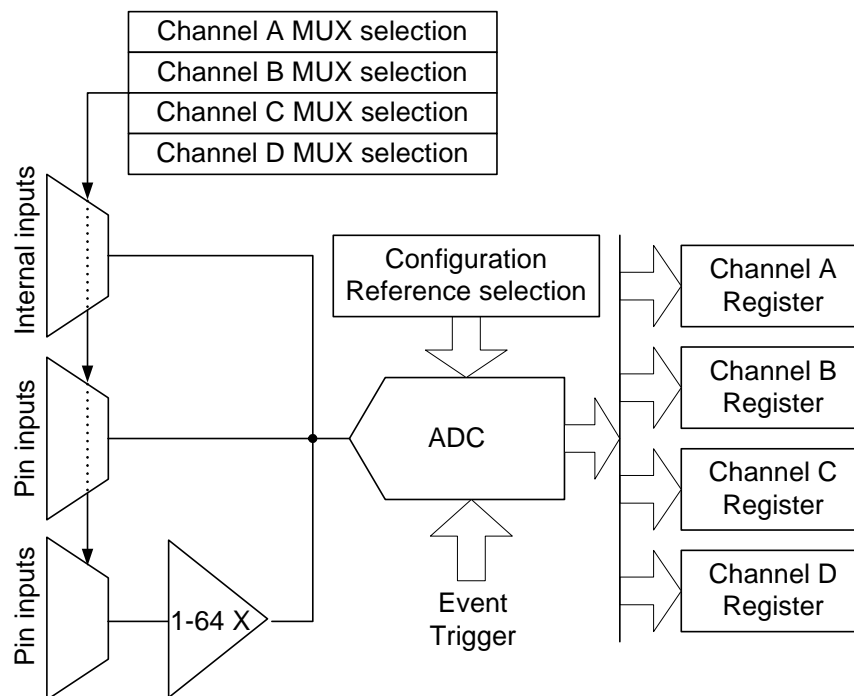 Channel A MUX selection
Channel B MUX selection
Channel C MUX selection
Channel D MUX selection
Internal inputs
Pin inputs
Pin inputs
1-64 X
Configuration
Reference selection
ADC
Event
Trigger
Channel A
Register
Channel B
Register
Channel C
Register
Channel D
Register